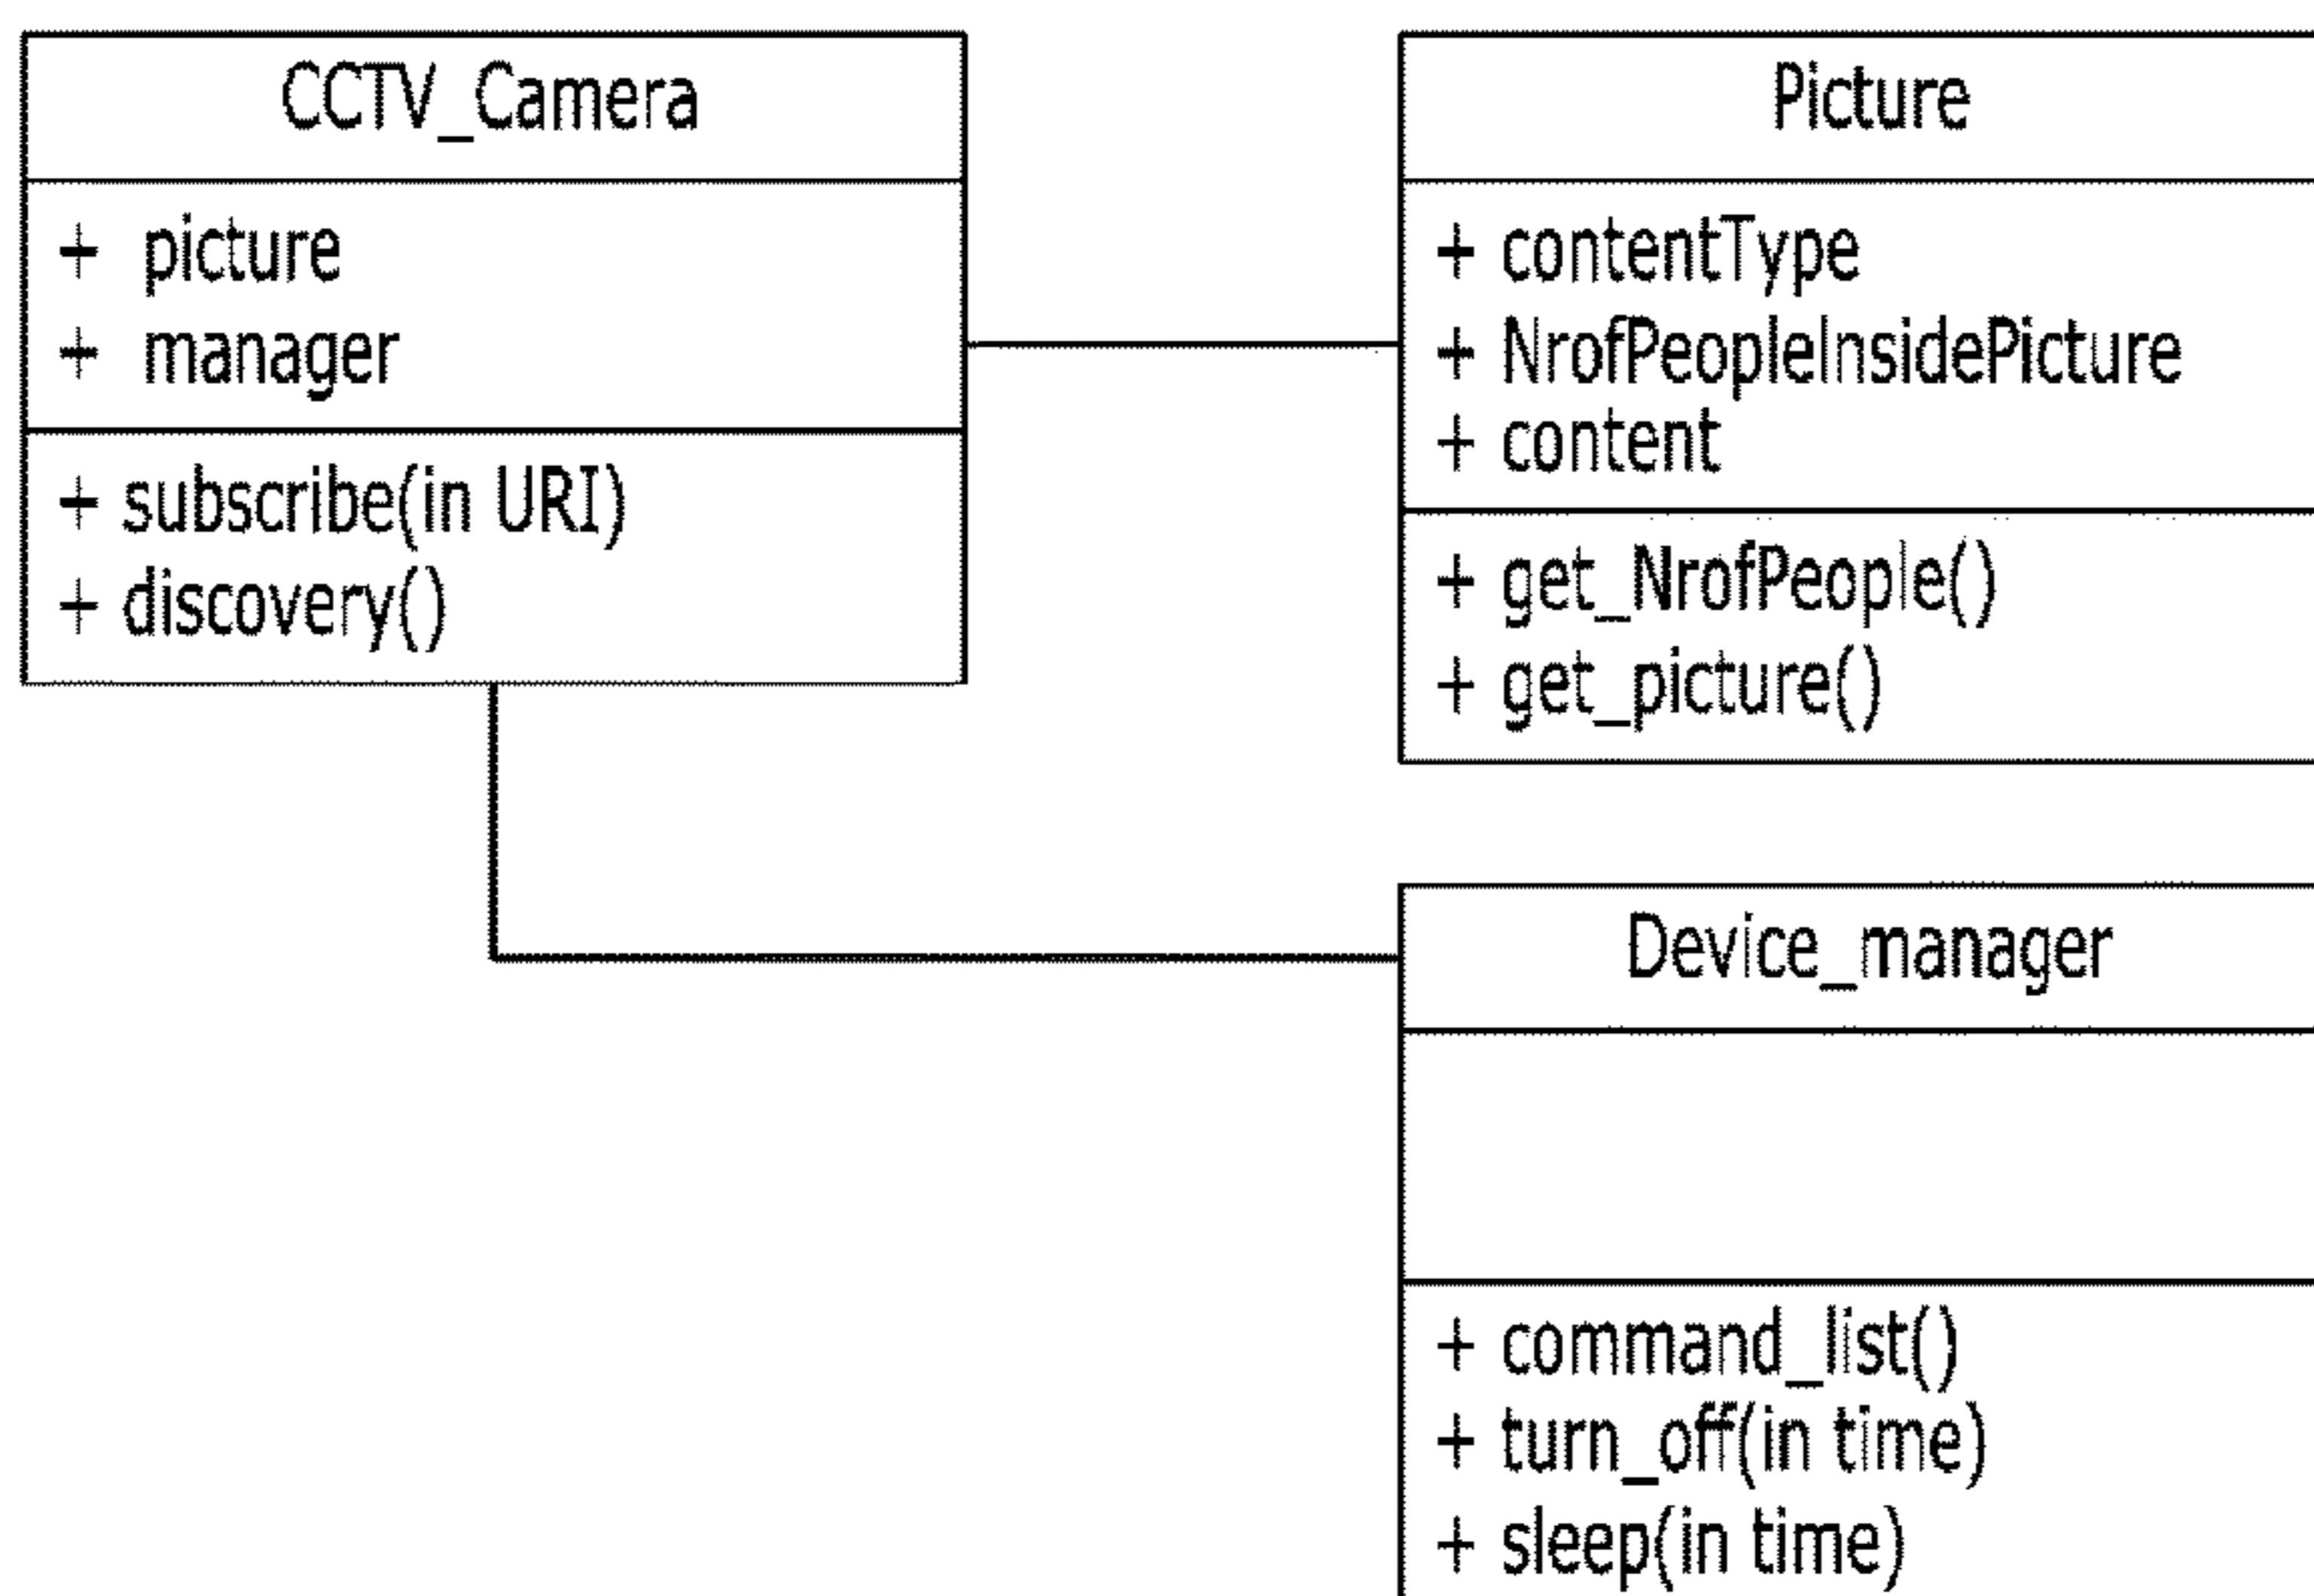 CCTV_Camera
+ picture
+ manager
+ subscribe(in URI)
+ discovery()
Picture
+ contentType
+ NrofPeopleInsidePicture
+ content
+ get_NrofPeople()
+ get_picture()
Device_manager
+ command_list()
+ turn_off(in time)
+ sleep(in time)